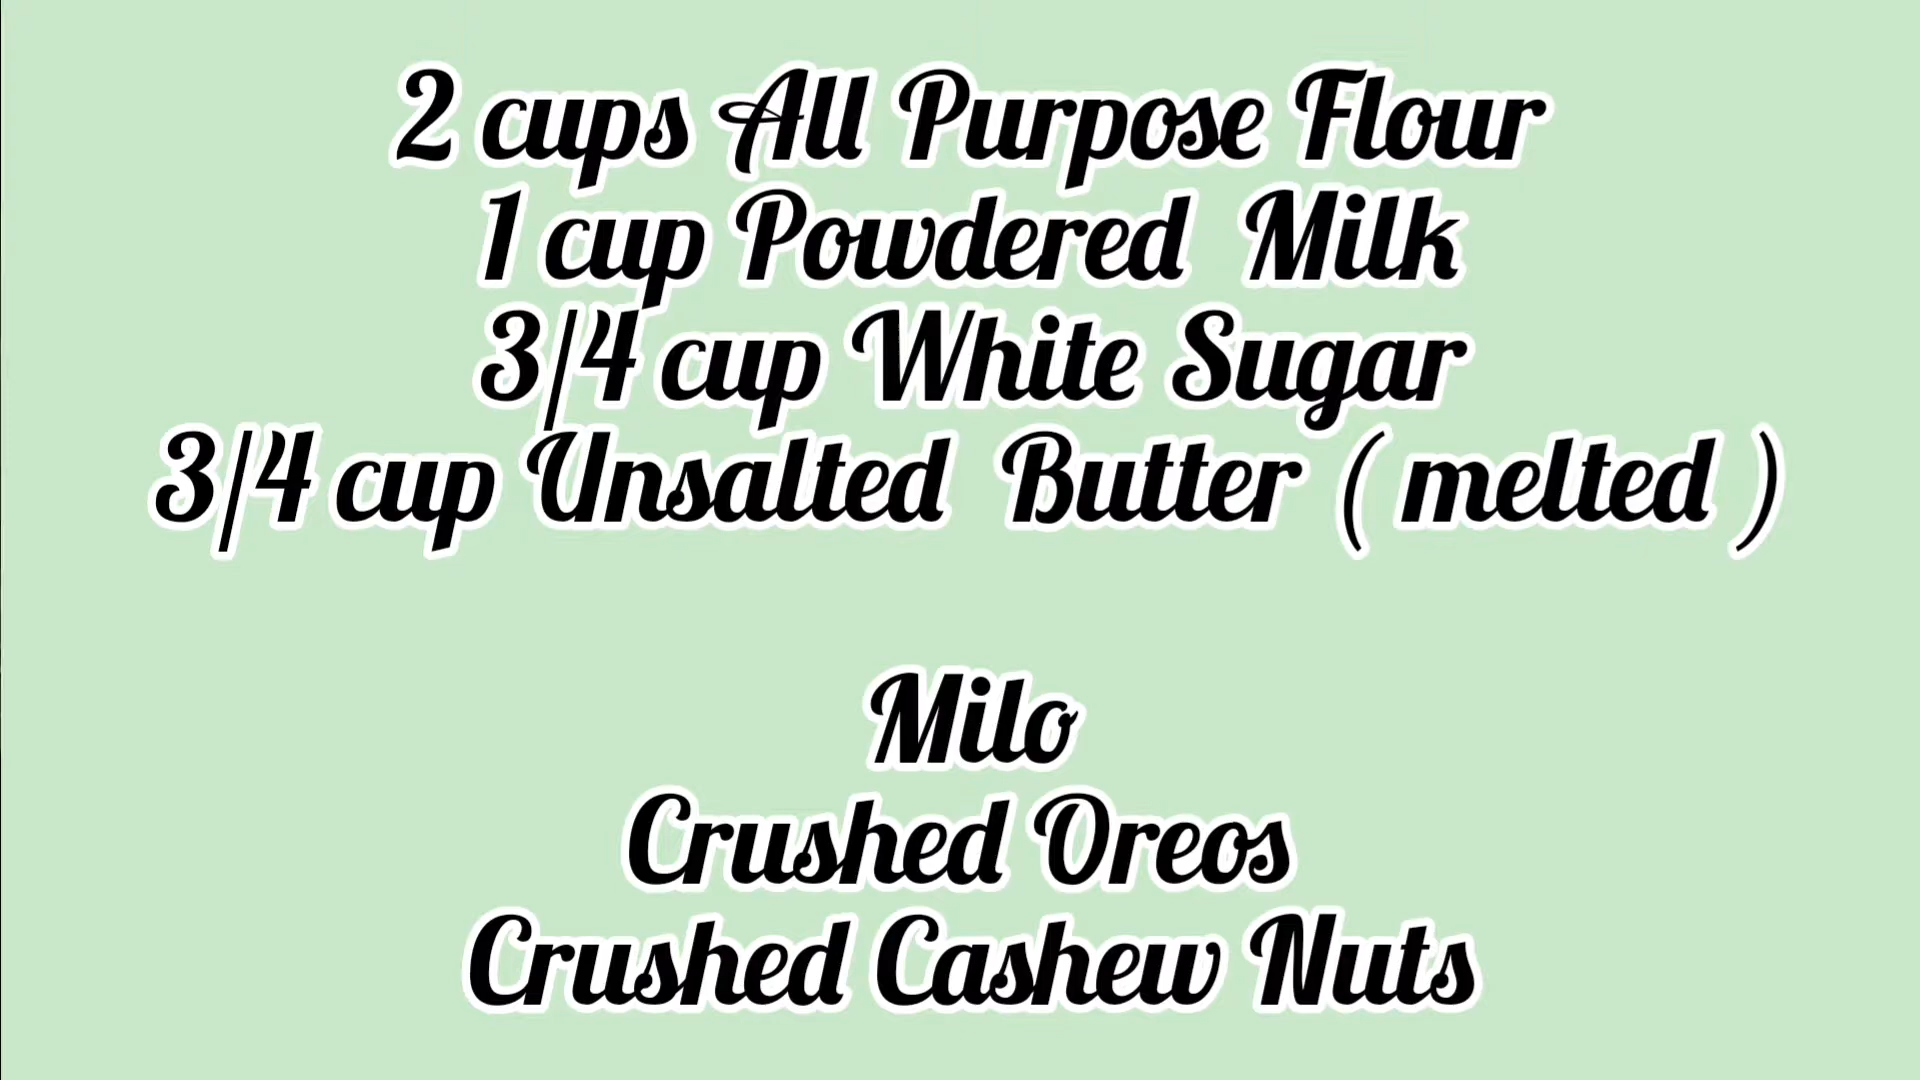 2 cups All Purpose Flour
1 cup Powdered Milk
3/4 cup White Sugar
3/4 cup Unsalted Butter ( melted )
Milo
Crushed Oreos
Crushed Cashew Nuts